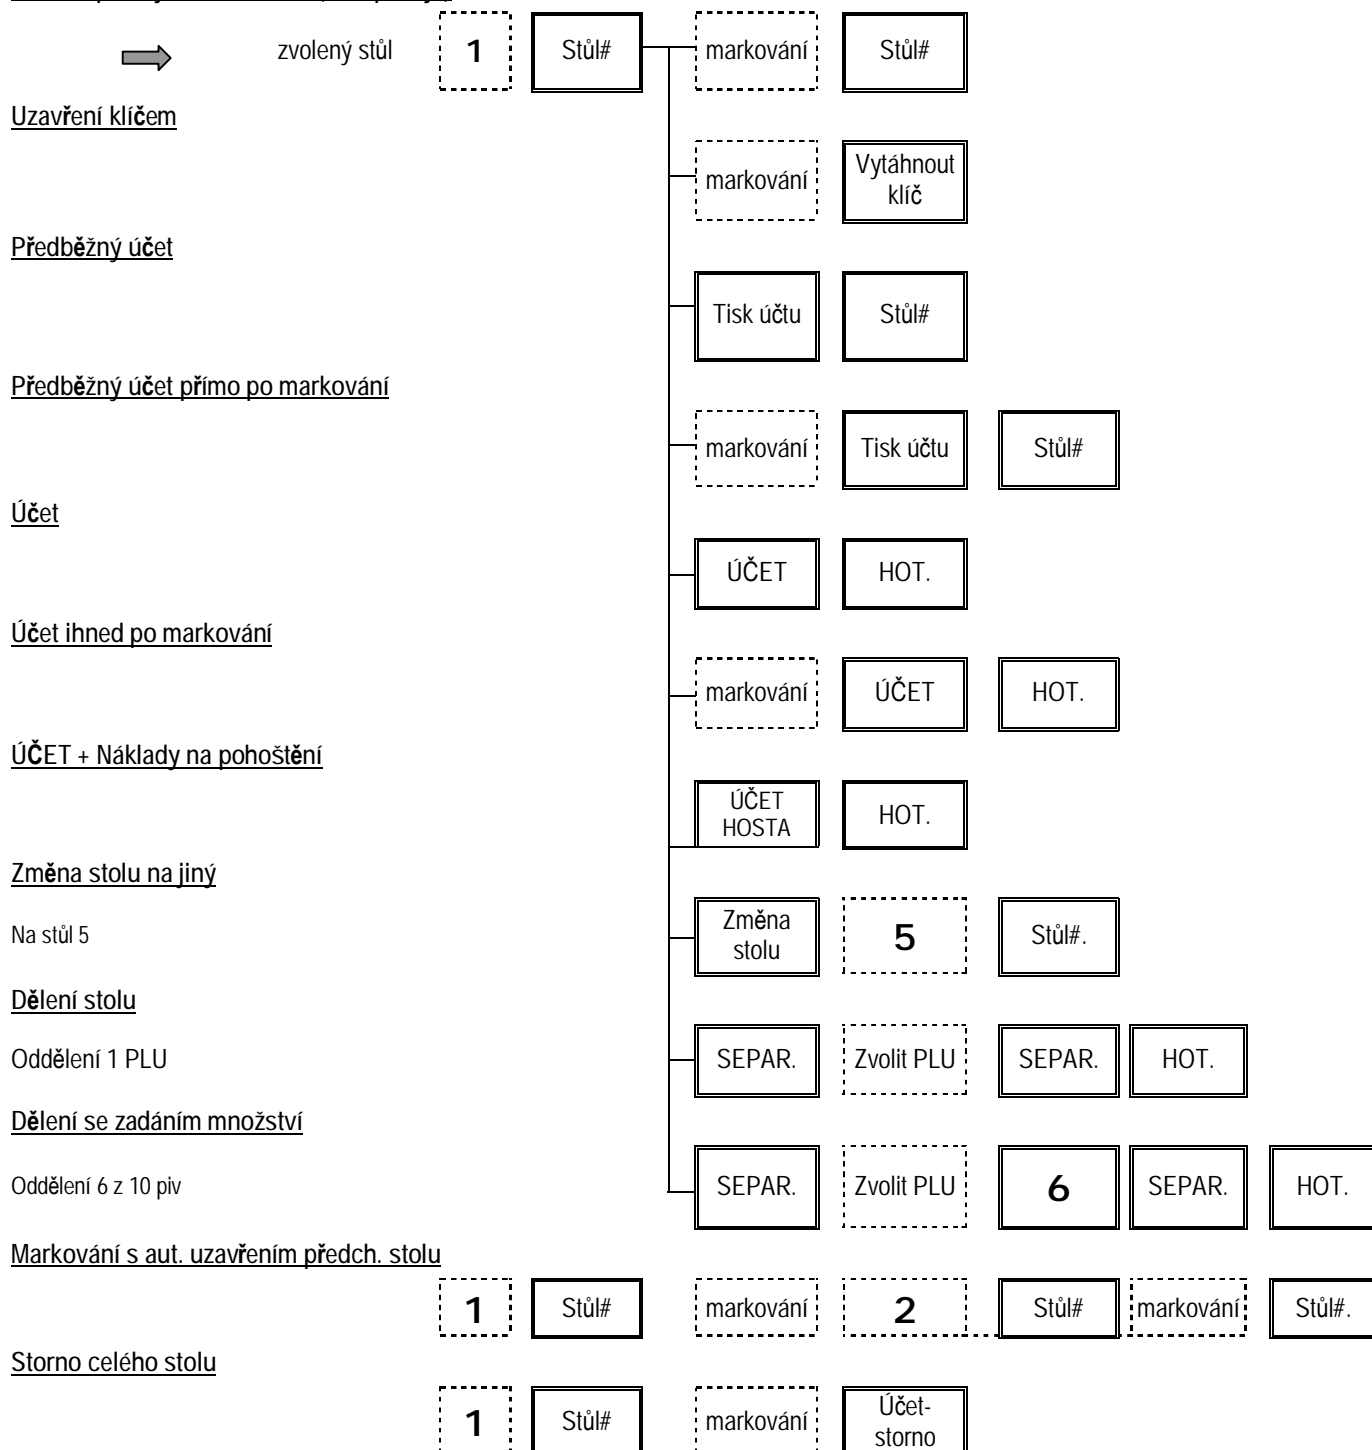 zvolený stůl 1 Stůl# markování Stůl#
Uzavření klíčem
markování Vytáhnout klíč
Předběžný účet
Tisk účtu Stůl#
Předběžný účet přímo po markování
markování Tisk účtu Stůl#
Účet
ÚČET HOT.
Účet ihned po markování
markování ÚČET HOT.
ÚČET + Náklady na pohoštění
ÚČET HOSTA HOT.
Změna stolu na jiný
Na stůl 5 Změna stolu 5 Stůl#.
Dělení stolu
Oddělení 1 PLU SEPAR. Zvolit PLU SEPAR. HOT.
Dělení se zadáním množství
Oddělení 6 z 10 piv SEPAR. Zvolit PLU 6 SEPAR. HOT.
Markování s aut. uzavřením předch. stolu
1 Stůl# markování 2 Stůl# markování Stůl#.
Storno celého stolu
1 Stůl# markování Účet-storno